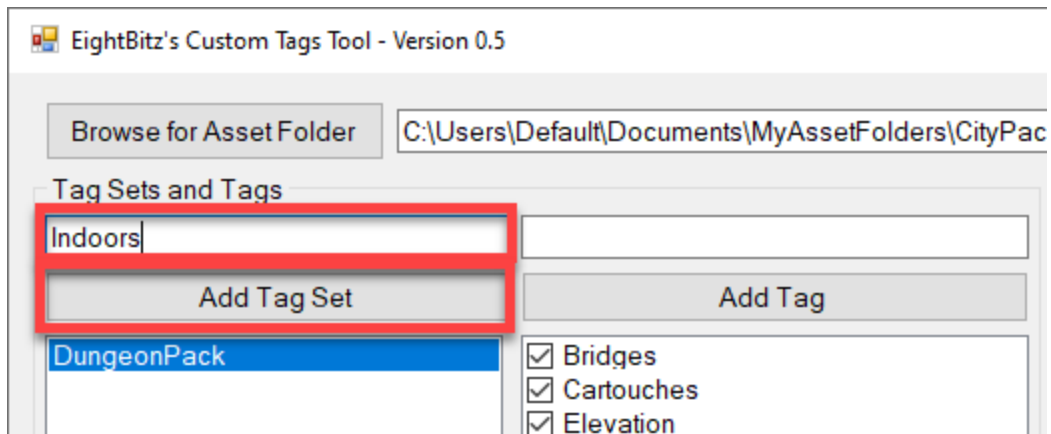 EightBitz's Custom Tags Tool - Version 0.5
Browse for Asset Folder C:\Users\Default\Documents\MyAssetFolders\CityPac
Tag Sets and Tags
Indoors
Add Tag Set Add Tag
DungeonPack Bridges
Cartouches
Elevation